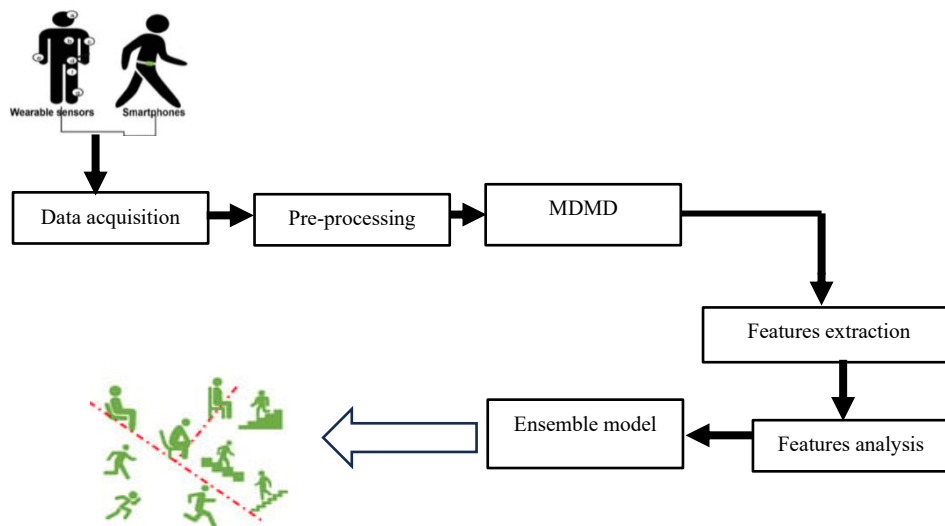 Wearable sensors
Smartphones
Data acquisition
Pre-processing
MDMD
Features extraction
Features analysis
Ensemble model